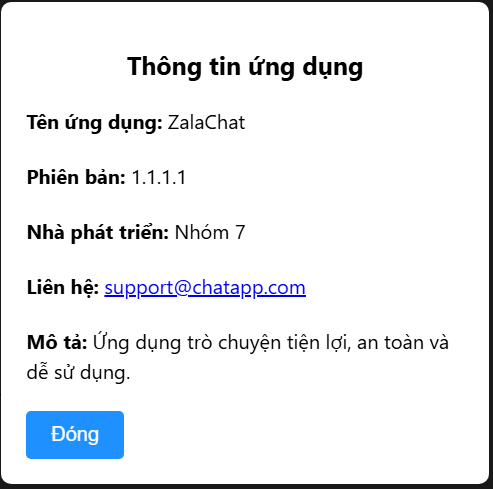 Thông tin ứng dụng
Tên ứng dụng: ZalaChat
Phiên bản: 1.1.1.1
Nhà phát triển: Nhóm 7
Liên hệ: support@chatapp.com
Mô tả: Ứng dụng trò chuyện tiện lợi, an toàn và
dễ sử dụng.
Đóng